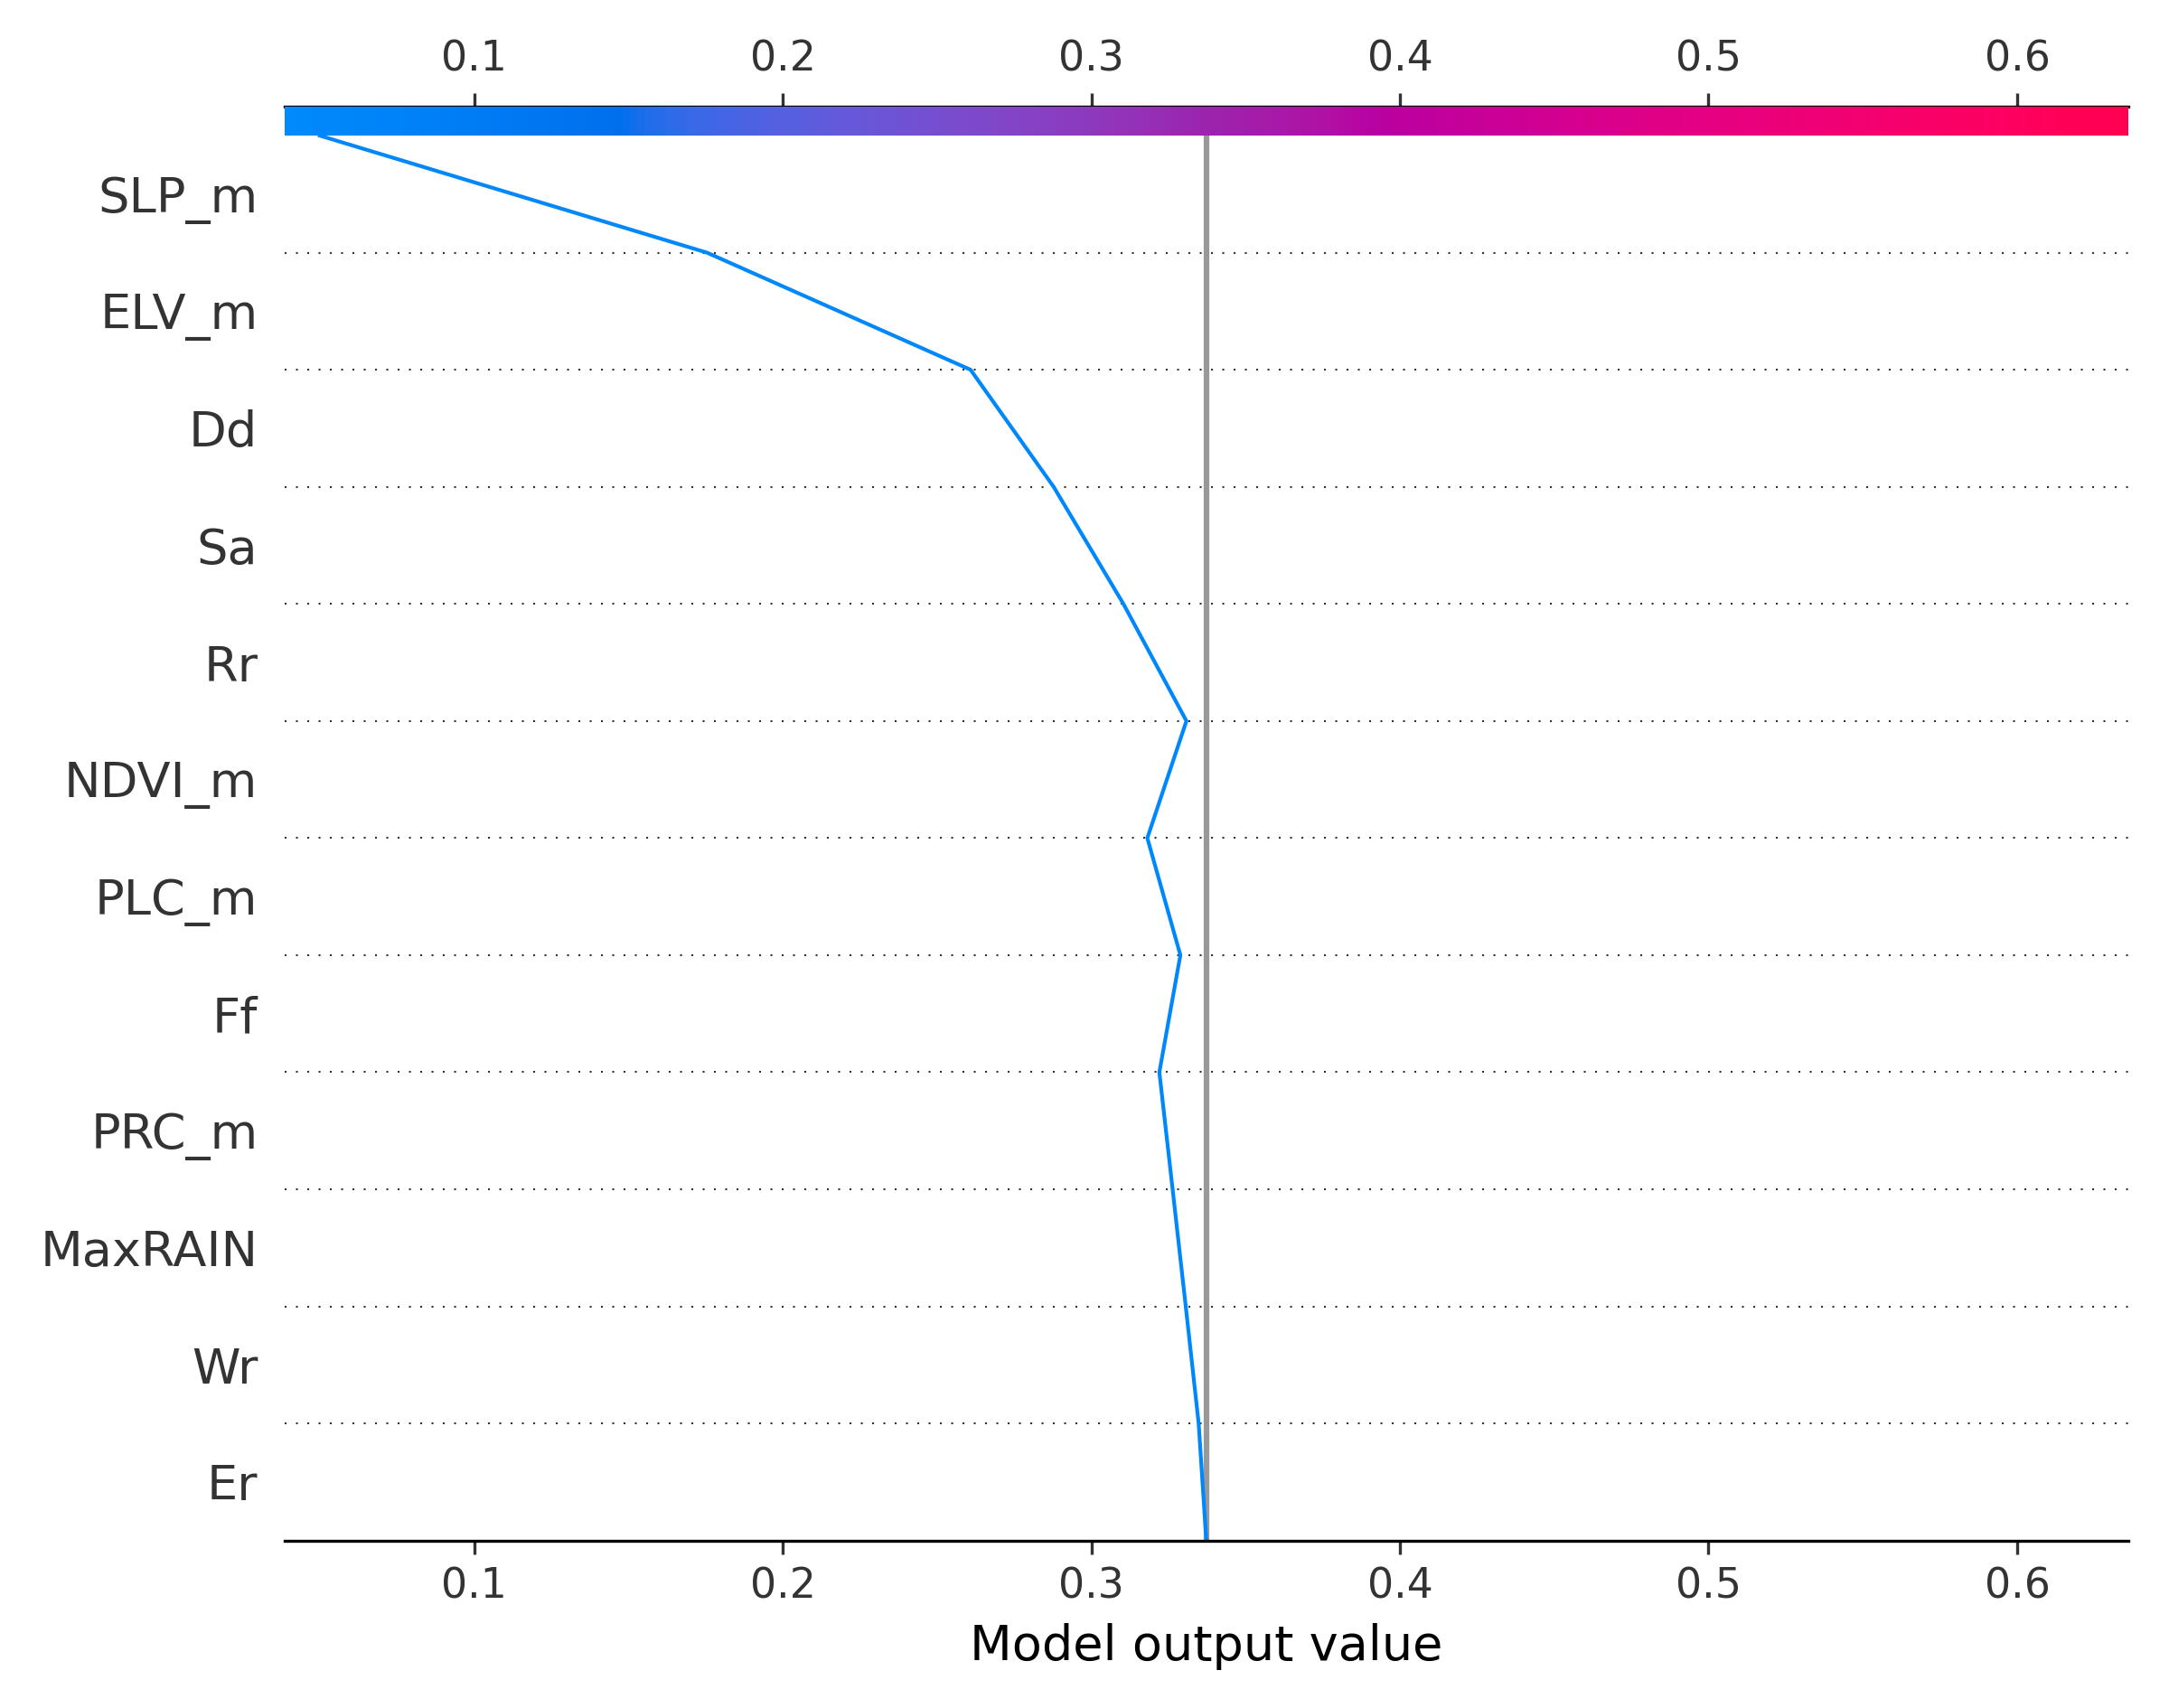 0.1 0.2 0.3 0.4 0.5 0.6
SLP_m
ELV_m
Dd
Sa
Rr
NDVI_m
PLC_m
Ff
PRC_m
MaxRAIN
Wr
Er
0.1 0.2 0.3 0.4 0.5 0.6
Model output value